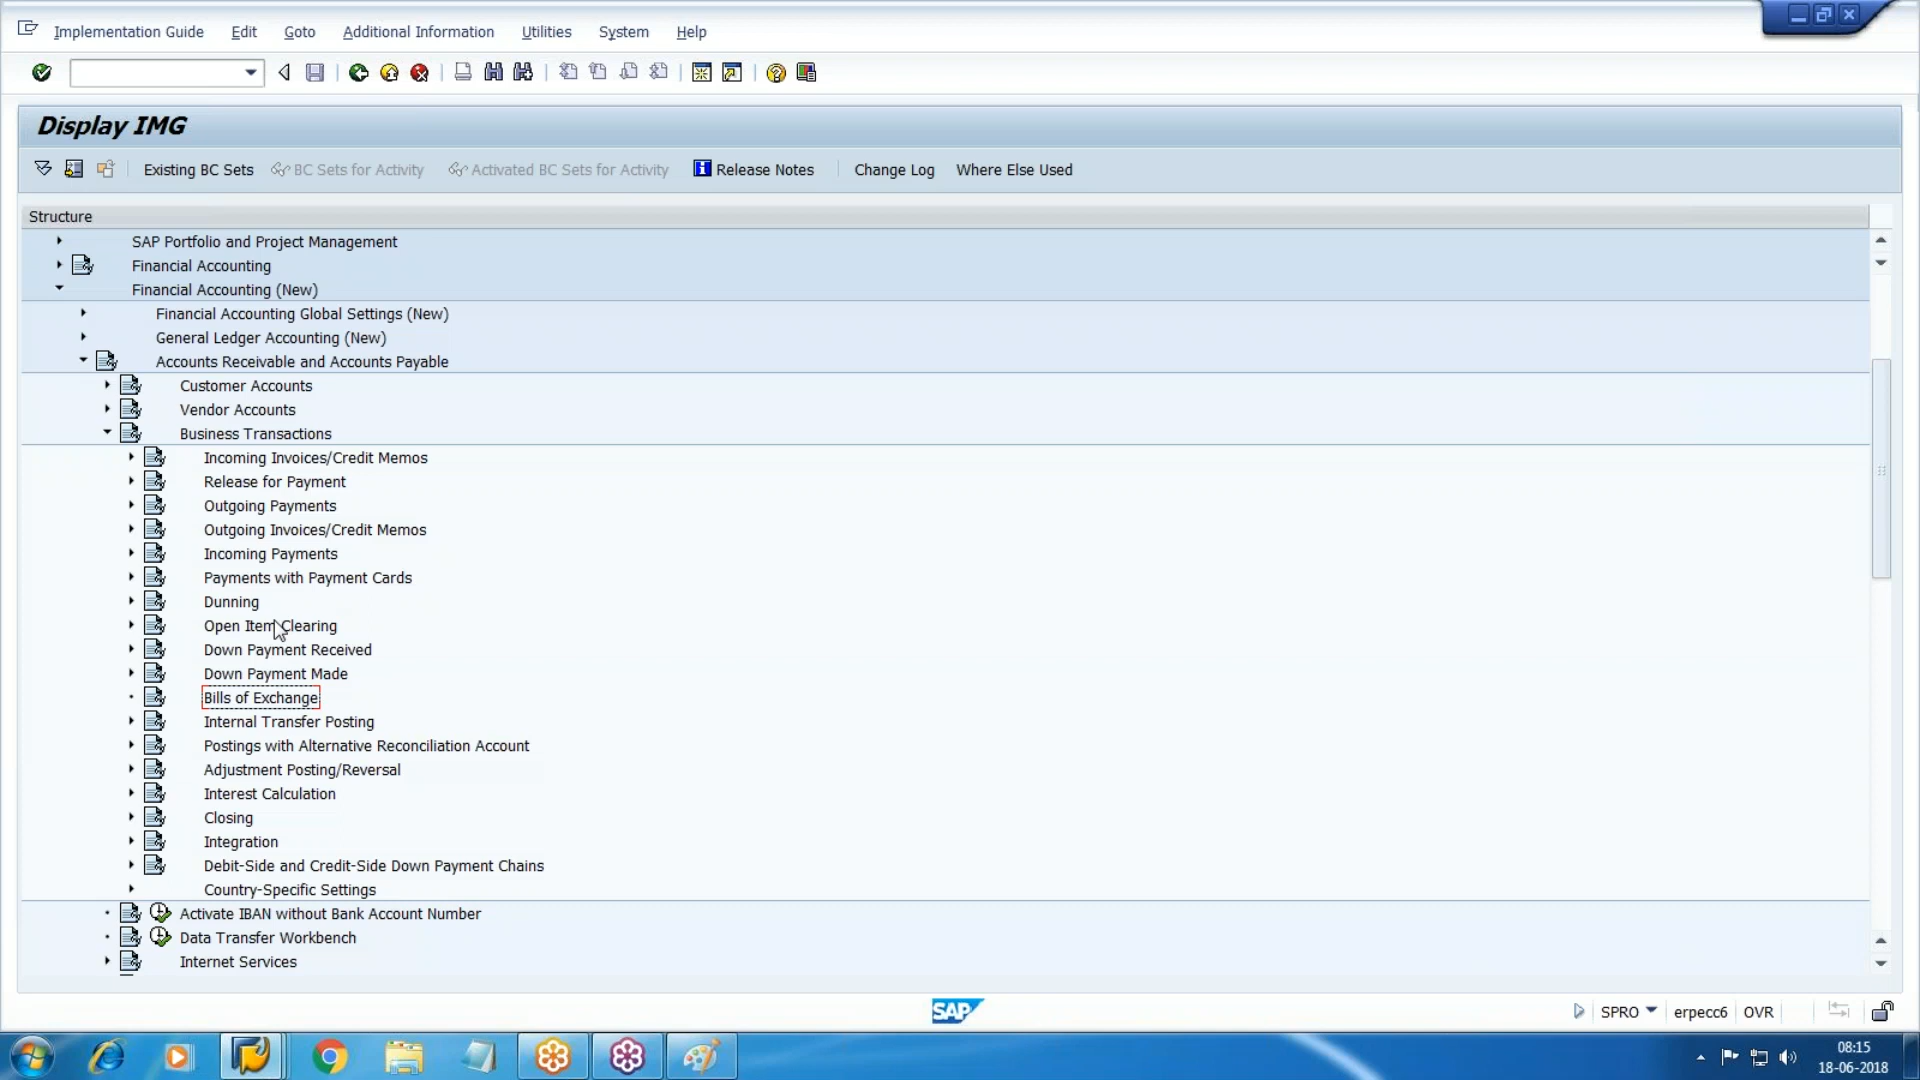 Implementation Guide Edit Goto Additional Information Utilities System Help
Display IMG
Existing BC Sets BC Sets for Activity Activated BC Sets for Activity Release Notes Change Log Where Else Used
Structure
SAP Portfolio and Project Management
Financial Accounting
Financial Accounting (New)
Financial Accounting Global Settings (New)
General Ledger Accounting (New)
Accounts Receivable and Accounts Payable
Customer Accounts
Vendor Accounts
Business Transactions
Incoming Invoices/Credit Memos
Release for Payment
Outgoing Payments
Outgoing Invoices/Credit Memos
Incoming Payments
Payments with Payment Cards
Dunning
Open Item Clearing
Down Payment Received
Down Payment Made
Bills of Exchange
Internal Transfer Posting
Postings with Alternative Reconciliation Account
Adjustment Posting/Reversal
Interest Calculation
Closing
Integration
Debit-Side and Credit-Side Down Payment Chains
Country-Specific Settings
Activate IBAN without Bank Account Number
Data Transfer Workbench
Internet Services
SAP
SPRO erpecc6 OVR
08:15
18-06-2018